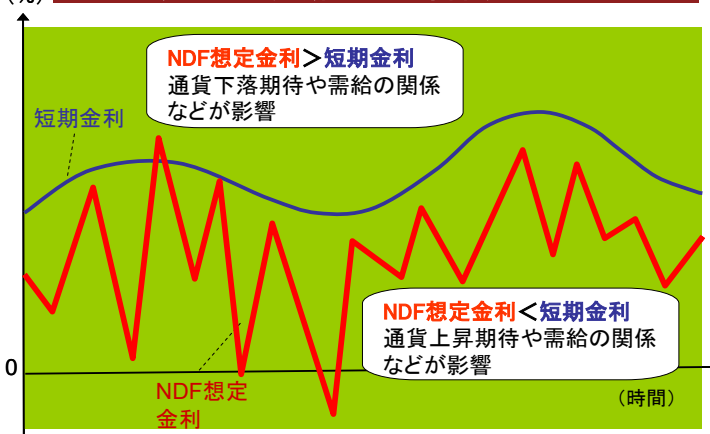 (%)
NDF想定金利＞短期金利
通貨下落期待や需給の関係
などが影響
短期金利
NDF想定金利＜短期金利
通貨上昇期待や需給の関係
などが影響
0
NDF想定
金利
（時間）